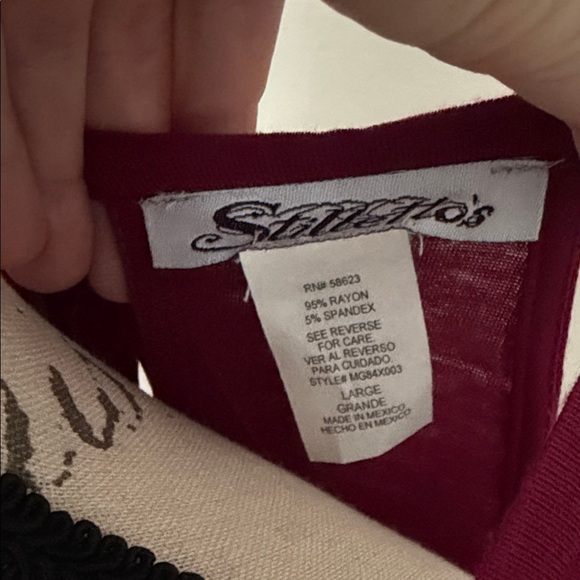 Stilletto's
RN# 58623
95% RAYON
5% SPANDEX
SEE REVERSE
FOR CARE.
VER AL REVERSO
PARA CUIDADO.
STYLE# MG84X003
LARGE
GRANDE
MADE IN MEXICO
HECHO EN MEXICO